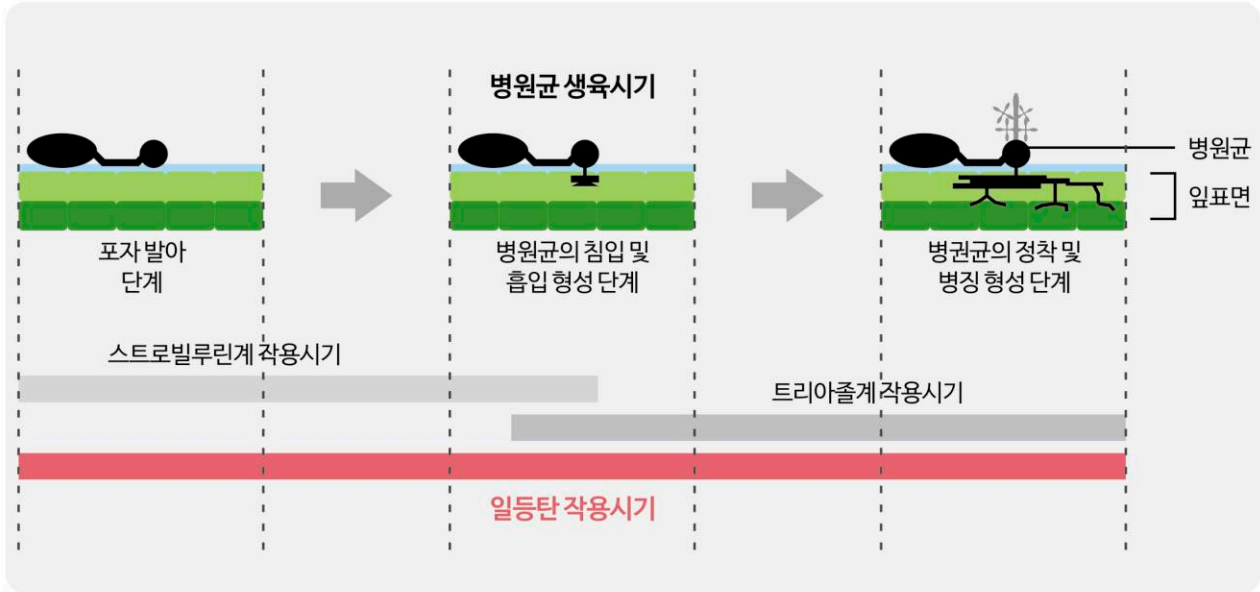 병원균 생육시기
병원균
잎표면
포자 발아
단계
병원균의 침입 및
흡입 형성 단계
병권균의 정착 및
병징 형성 단계
스트로빌루린계 작용시기
트리아졸계 작용시기
일등탄 작용시기